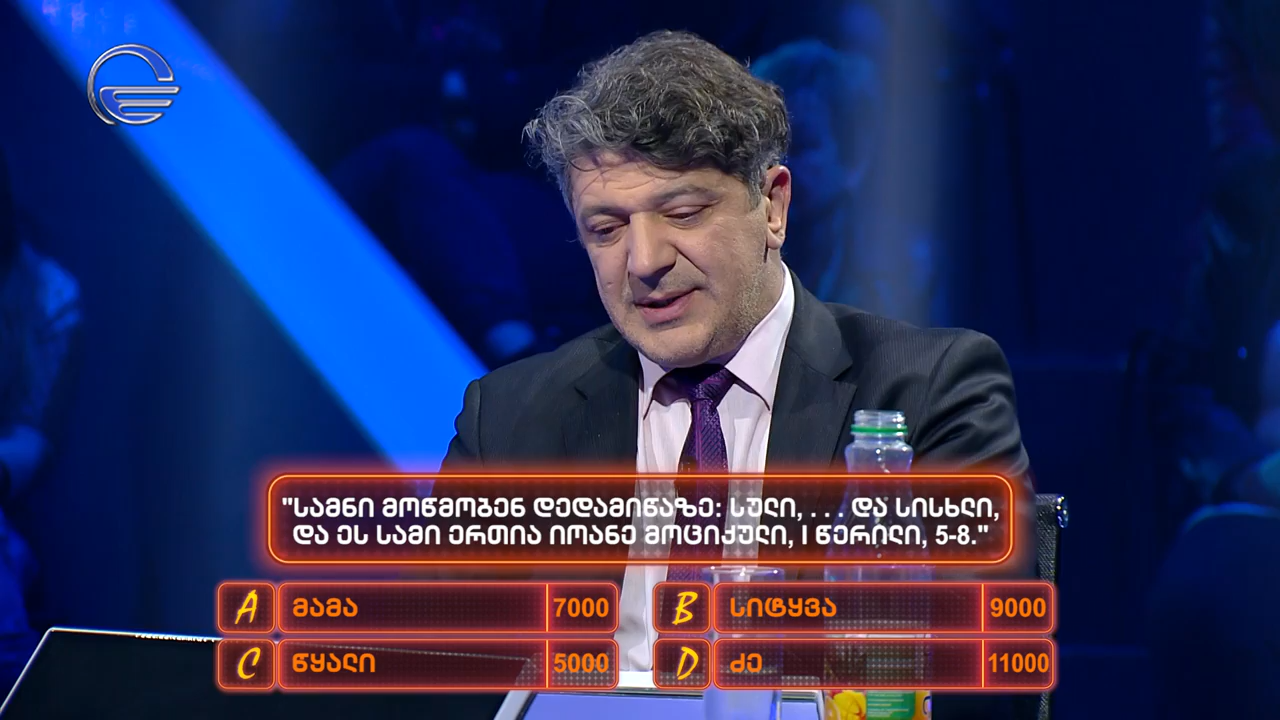 "ᲡᲐᲛᲜᲘ ᲛᲝᲬᲛᲝᲑᲔᲜ ᲓᲔᲓᲐᲛᲘᲬᲐᲖᲔ: ᲡᲣᲚᲘ, . . . ᲓᲐ ᲡᲘᲡᲮᲚᲘ,
ᲓᲐ ᲔᲡ ᲡᲐᲛᲘ ᲔᲠᲗᲘᲐ ᲘᲝᲐᲜᲔ ᲛᲝᲪᲘᲥᲣᲚᲘ, I ᲬᲔᲠᲘᲚᲘ, 5-8."
A ᲛᲐᲛᲐ 7000
B ᲡᲘᲢᲧᲕᲐ 9000
C ᲬᲧᲐᲚᲘ 5000
D ᲫᲔ 11000